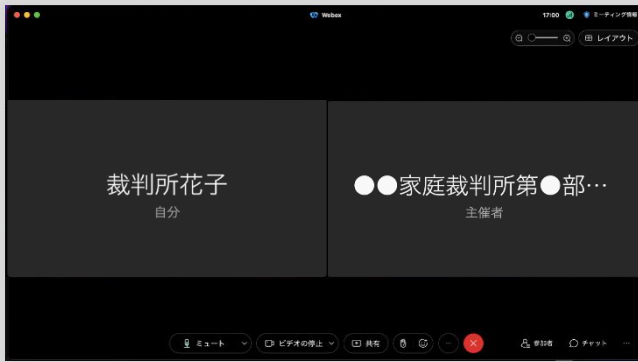 Webex
17:00 ミーティング情報
レイアウト
裁判所花子
自分
●●家庭裁判所第●部…
主催者
ミュート ビデオの停止 共有 参加者 チャット …